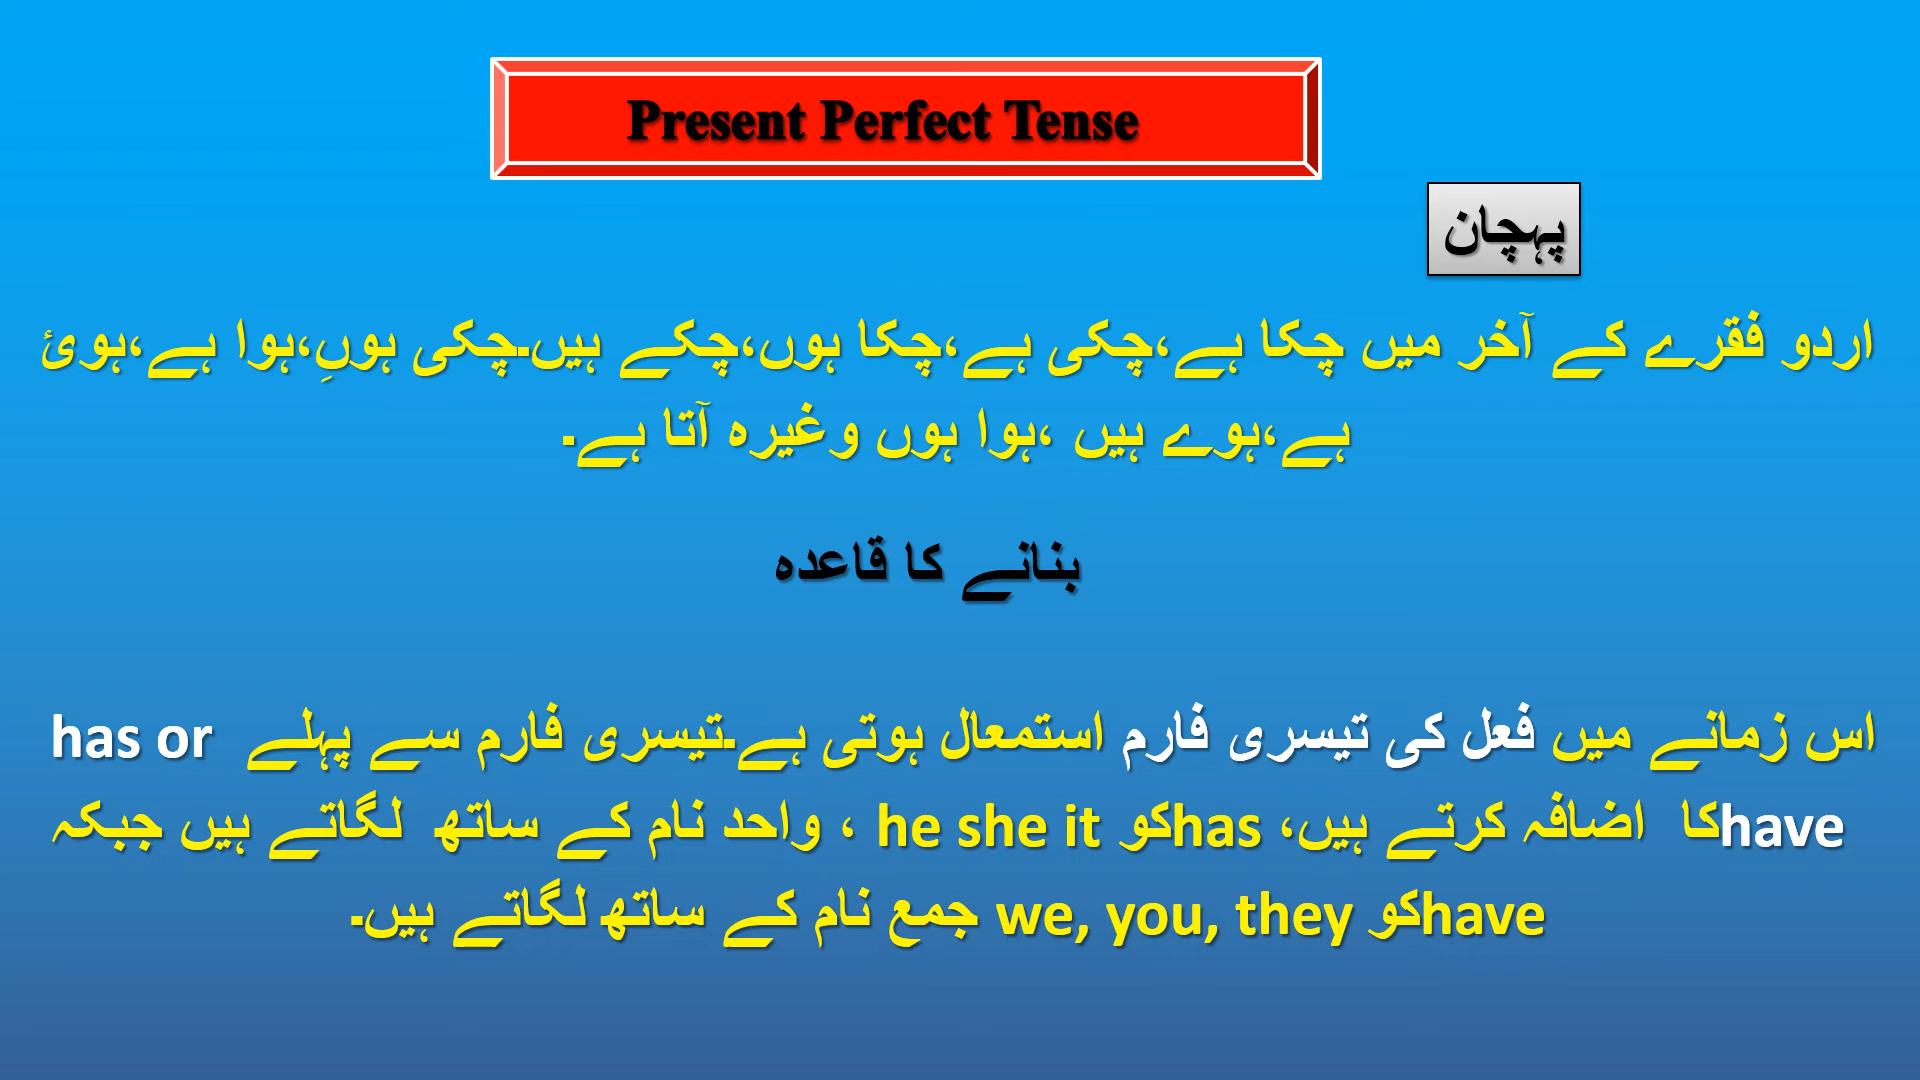 Present Perfect Tense
پہچان
اردو فقرے کے آخر میں چکا ہے،چکی ہے،چکا ہوں،چکے ہیں۔چکی ہوںِ،ہوا ہے،ہوئ
ہے،ہوے ہیں ،ہوا ہوں وغیرہ آتا ہے۔
بنانے کا قاعدہ
اس زمانے میں فعل کی تیسری فارم استمعال ہوتی ہے۔تیسری فارم سے پہلے has or
haveکا اضافہ کرتے ہیں، hasکو he she it ، واحد نام کے ساتھ لگاتے ہیں جبکہ
haveکو we, you, they جمع نام کے ساتھ لگاتے ہیں۔